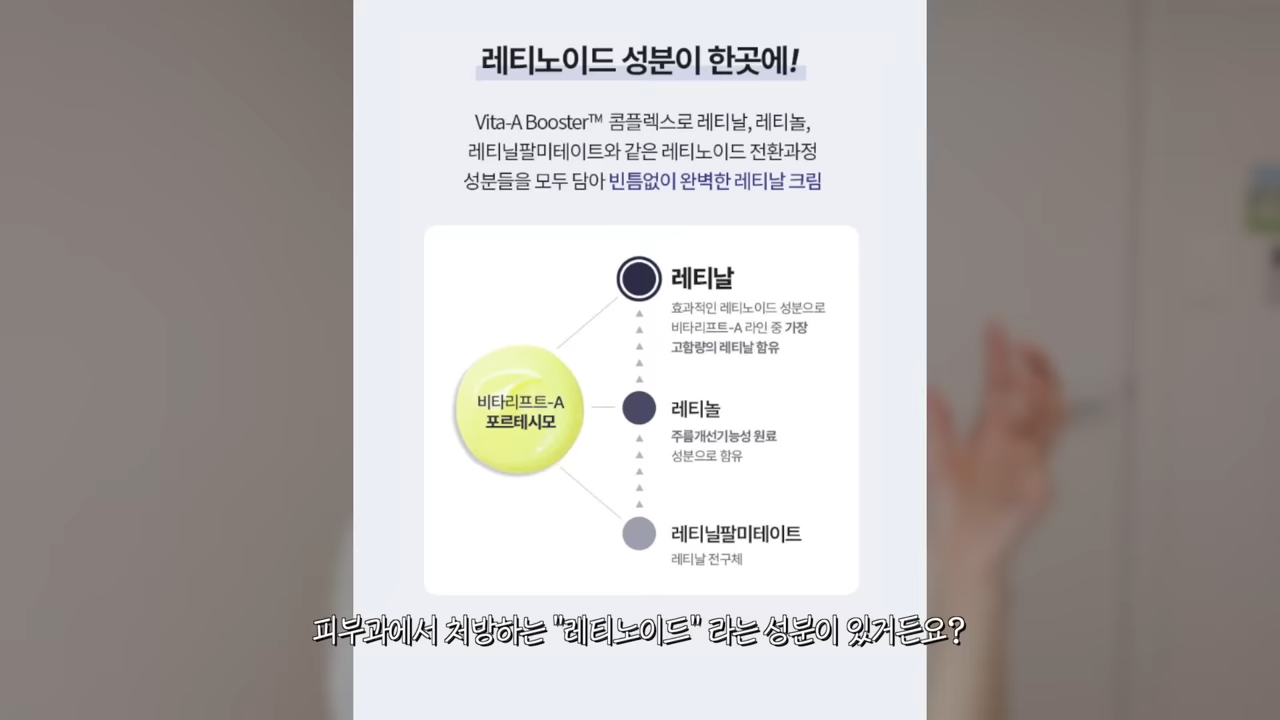 레티노이드 성분이 한곳에!
Vita-A Booster™ 콤플렉스로 레티날, 레티놀,
레티닐팔미테이트와 같은 레티노이드 전환과정
성분들을 모두 담아 빈틈없이 완벽한 레티날 크림
레티날
효과적인 레티노이드 성분으로
비타리프트-A 라인 중 가장
고함량의 레티날 함유
비타리프트-A
포르테시모
레티놀
주름개선기능성 원료
성분으로 함유
레티닐팔미테이트
레티날 전구체
피부과에서 처방하는 "레티노이드" 라는 성분이 있거든요?